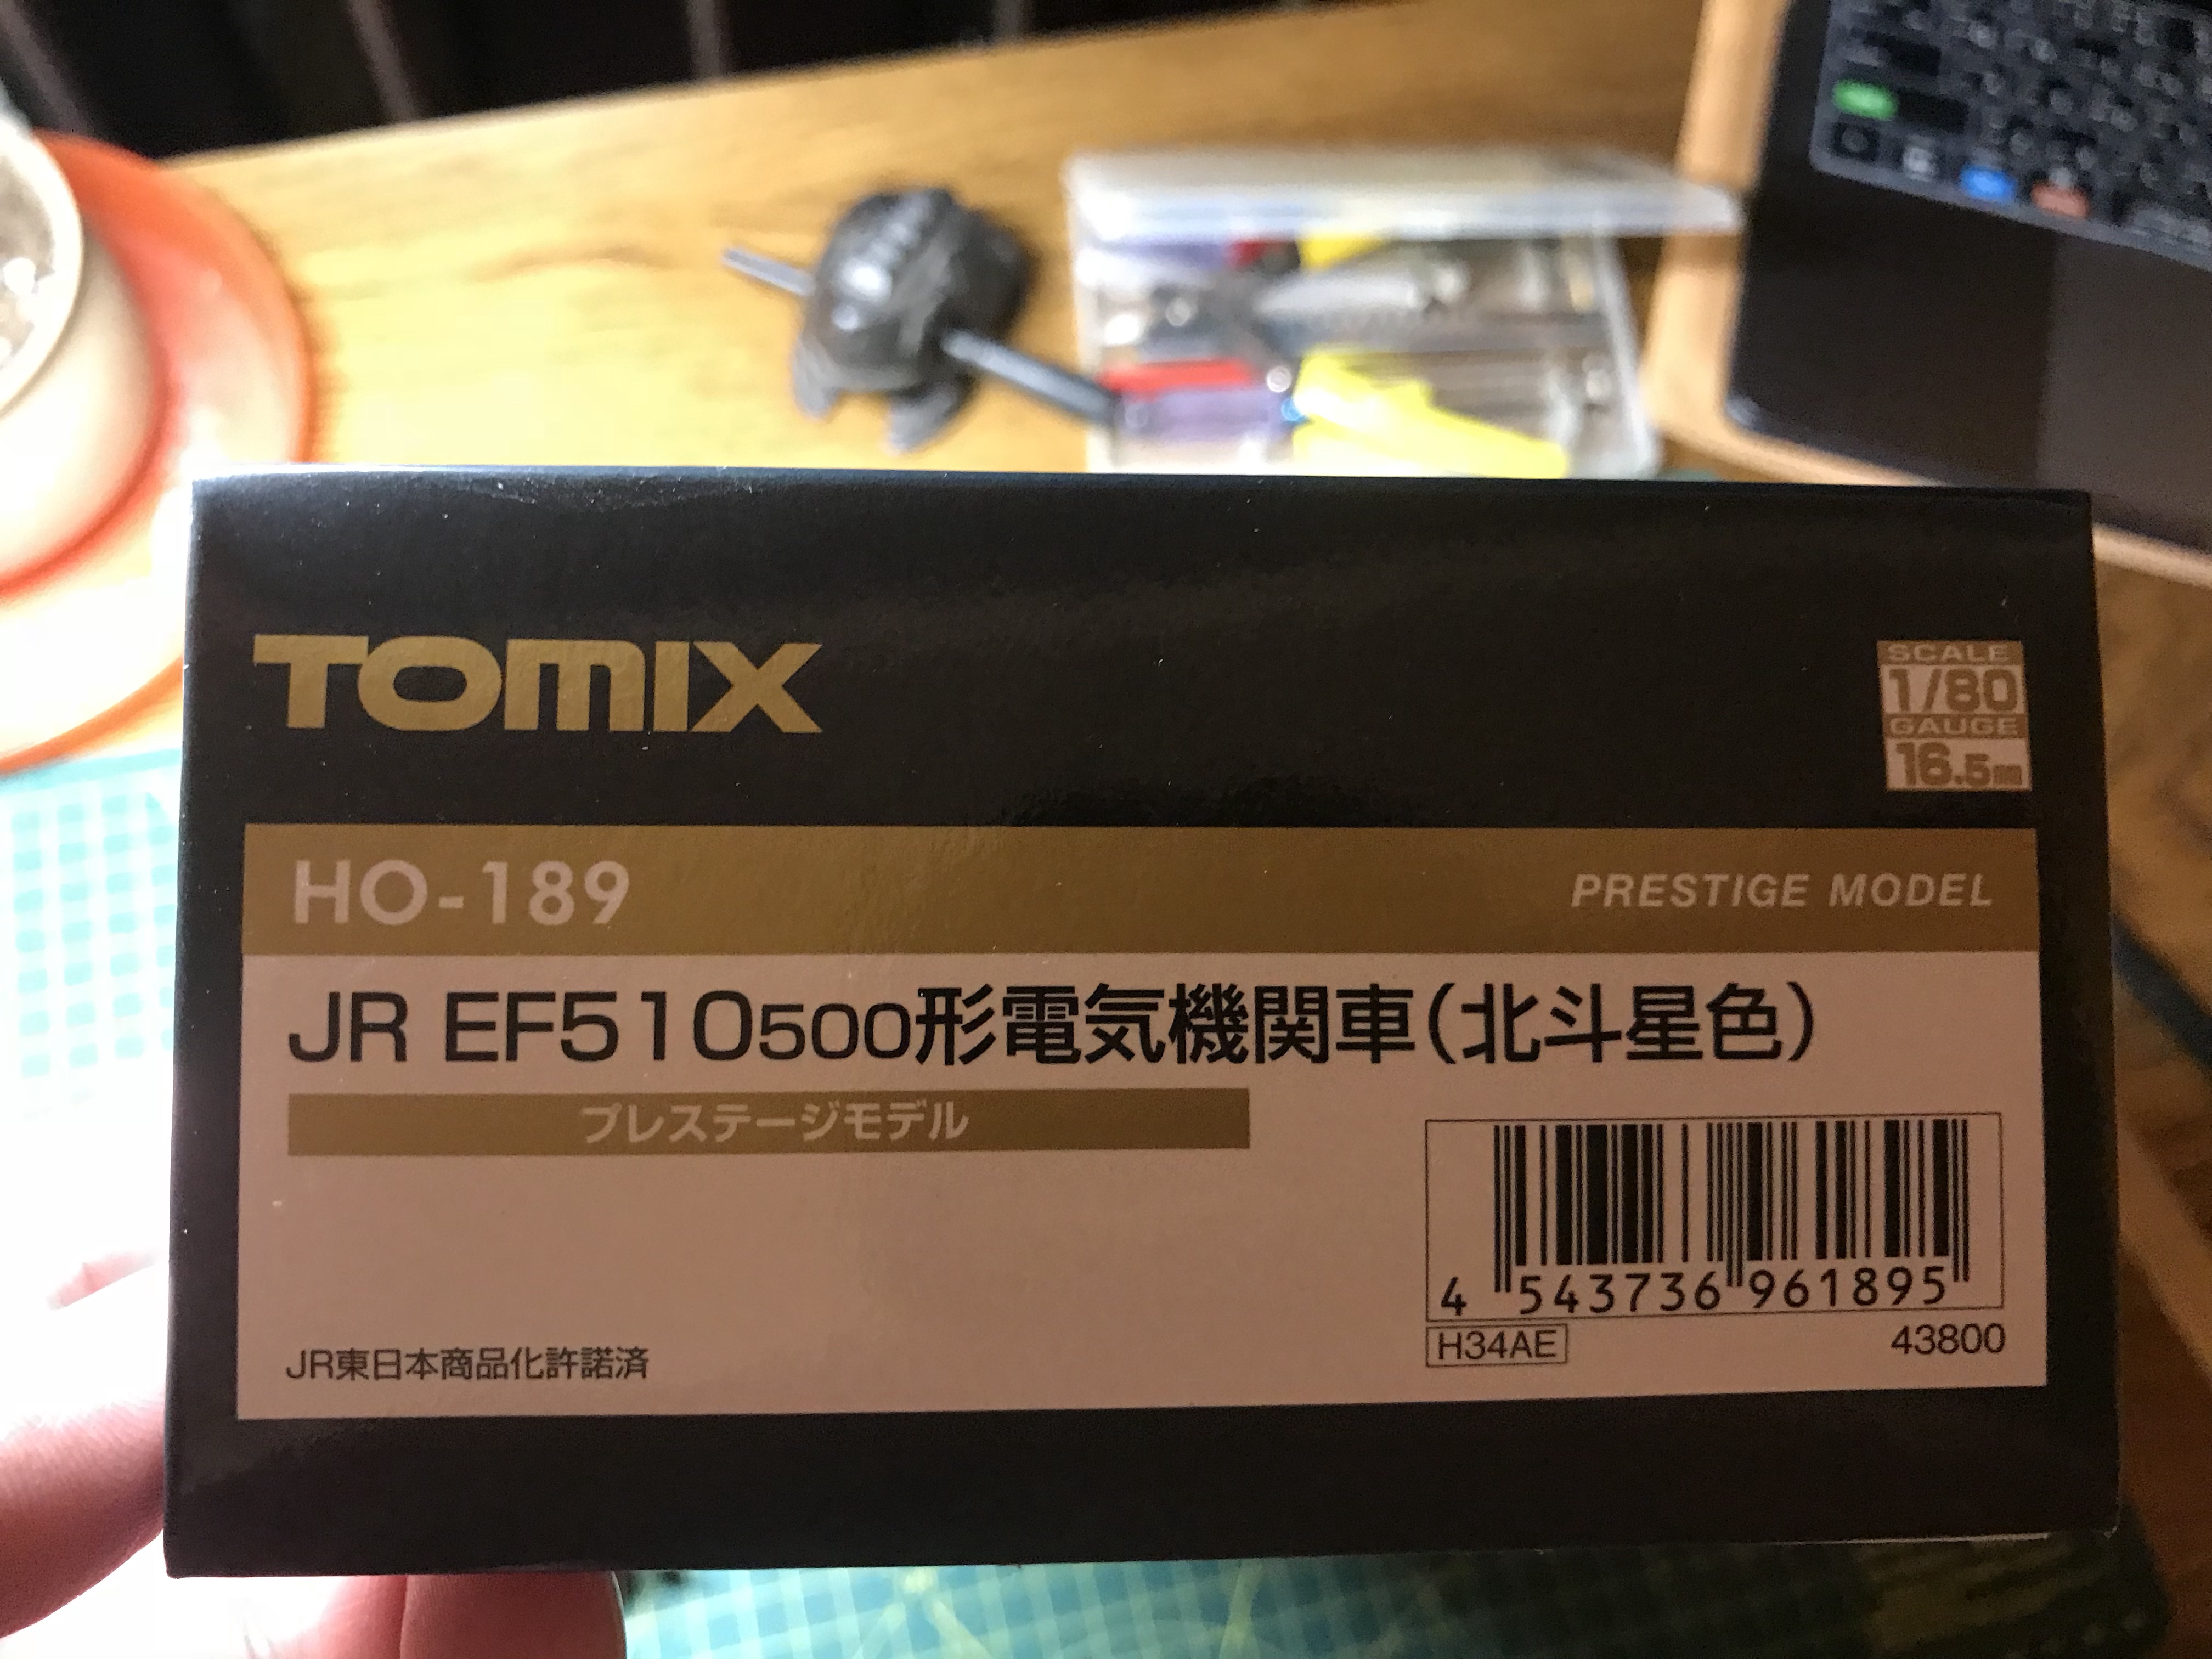 TOMIX
SCALE
1/80
GAUGE
16.5mm
HO-189
PRESTIGE MODEL
JR EF510500形電気機関車(北斗星色)
プレステージモデル
4 543736 961895
H34AE
43800
JR東日本商品化許諾済